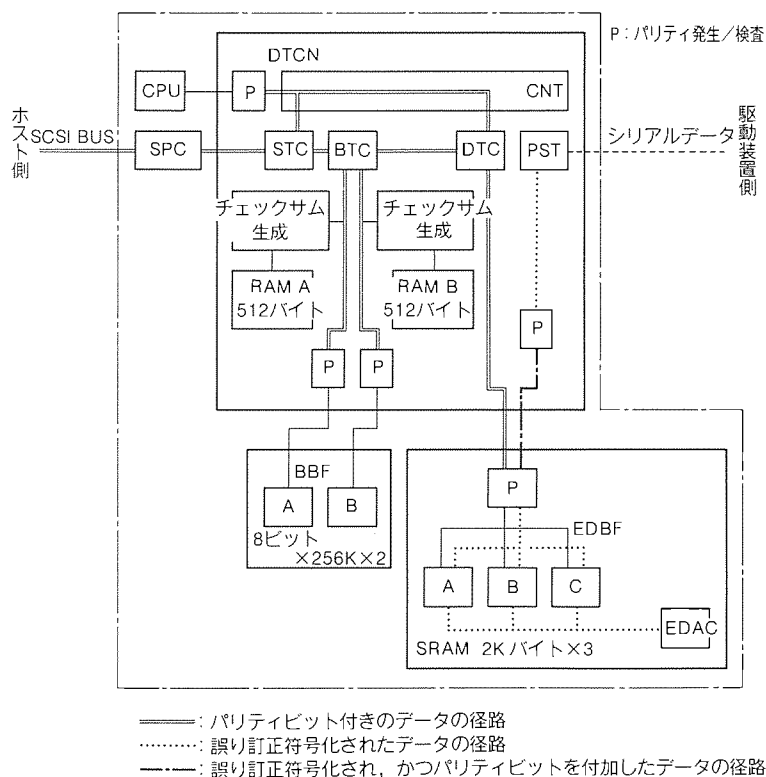 P：パリティ発生/検査
DTCN
CPU
P
CNT
ホスト側
SCSI BUS
SPC
STC
BTC
DTC
PST
シリアルデータ
駆動装置側
チェックサム
生成
チェックサム
生成
RAM A
512バイト
RAM B
512バイト
P
P
P
BBF
A
B
8ビット
×256K×2
P
EDBF
A
B
C
EDAC
SRAM 2Kバイト×3
：パリティビット付きのデータの径路
：誤り訂正符号化されたデータの径路
：誤り訂正符号化され，かつパリティビットを付加したデータの径路